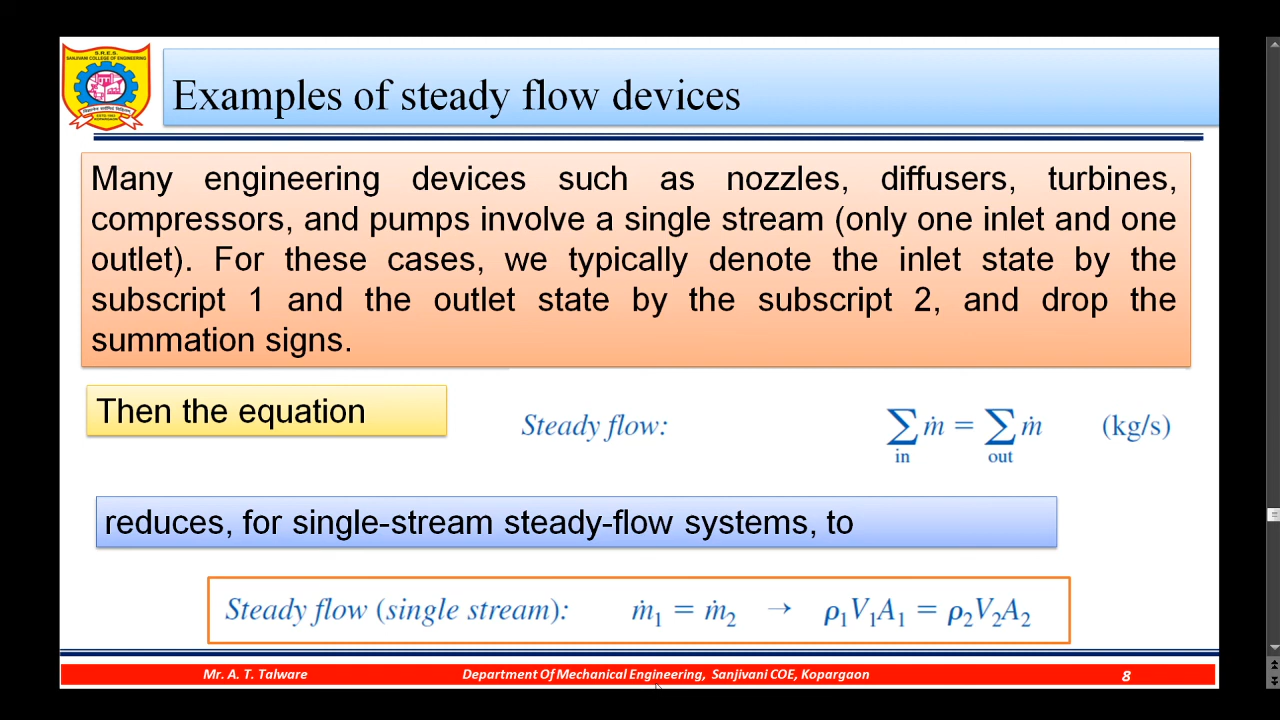 S.R.E.S.
SANJIVANI COLLEGE OF ENGINEERING
Examples of steady flow devices
Many engineering devices such as nozzles, diffusers, turbines,
compressors, and pumps involve a single stream (only one inlet and one
outlet). For these cases, we typically denote the inlet state by the
subscript 1 and the outlet state by the subscript 2, and drop the
summation signs.
Then the equation
Steady flow: ∑ ṁ = ∑ ṁ (kg/s)
in out
reduces, for single-stream steady-flow systems, to
Steady flow (single stream): ṁ₁ = ṁ₂ → ρ₁V₁A₁ = ρ₂V₂A₂
Mr. A. T. Talware Department Of Mechanical Engineering, Sanjivani COE, Kopargaon 8